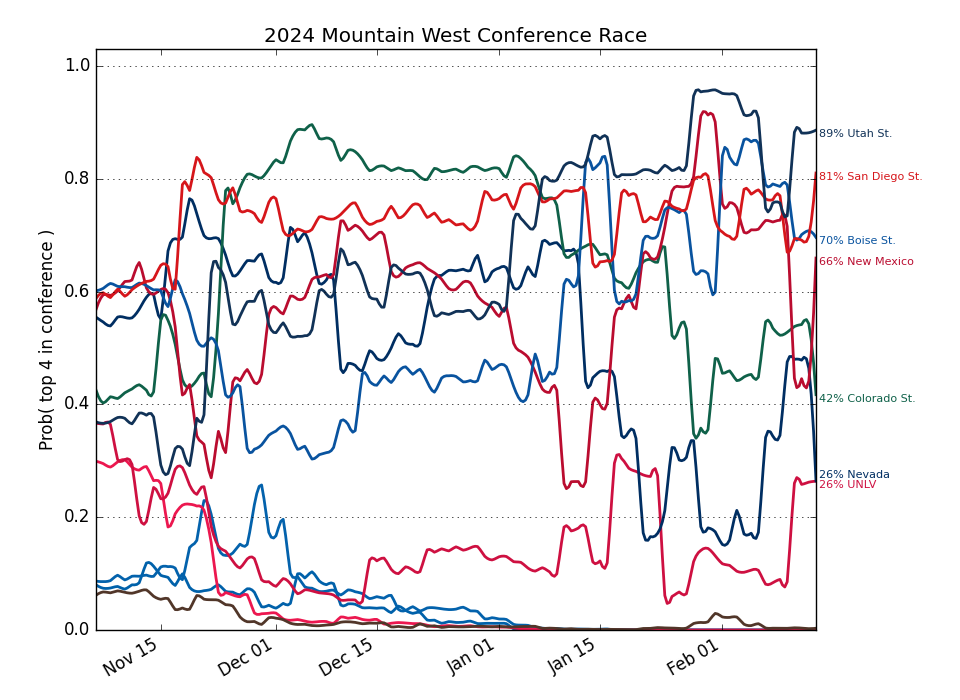 2024 Mountain West Conference Race
Prob( top 4 in conference )
1.0
0.8
0.6
0.4
0.2
0.0
Nov 15
Dec 01
Dec 15
Jan 01
Jan 15
Feb 01
89% Utah St.
81% San Diego St.
70% Boise St.
66% New Mexico
42% Colorado St.
26% Nevada
26% UNLV